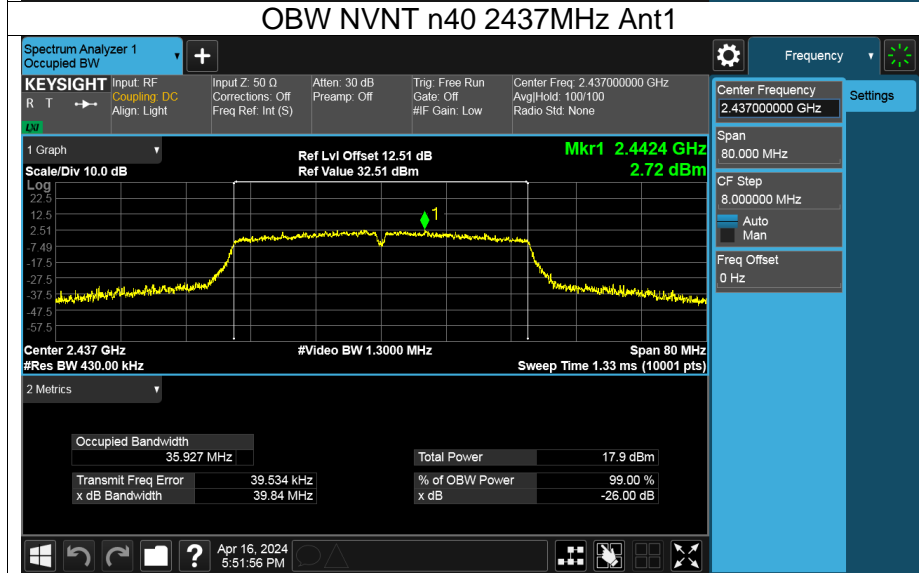 OBW NVNT n40 2437MHz Ant1
Spectrum Analyzer 1
Occupied BW
+
Frequency
KEYSIGHT
R T
LXI
Input: RF
Coupling: DC
Align: Light
Input Z: 50 Ω
Corrections: Off
Freq Ref: Int (S)
Atten: 30 dB
Preamp: Off
Trig: Free Run
Gate: Off
#IF Gain: Low
Center Freq: 2.437000000 GHz
Avg|Hold: 100/100
Radio Std: None
Center Frequency
2.437000000 GHz
Settings
Span
80.000 MHz
CF Step
8.000000 MHz
Auto
Man
Freq Offset
0 Hz
1 Graph
Scale/Div 10.0 dB
Ref Lvl Offset 12.51 dB
Ref Value 32.51 dBm
Mkr1 2.4424 GHz
2.72 dBm
Log
22.5
12.5
2.51
-7.49
-17.5
-27.5
-37.5
-47.5
-57.5
1
Center 2.437 GHz
#Res BW 430.00 kHz
#Video BW 1.3000 MHz
Span 80 MHz
Sweep Time 1.33 ms (10001 pts)
2 Metrics
Occupied Bandwidth
35.927 MHz
Total Power 17.9 dBm
Transmit Freq Error 39.534 kHz
% of OBW Power 99.00 %
x dB Bandwidth 39.84 MHz
x dB -26.00 dB
?
Apr 16, 2024
5:51:56 PM